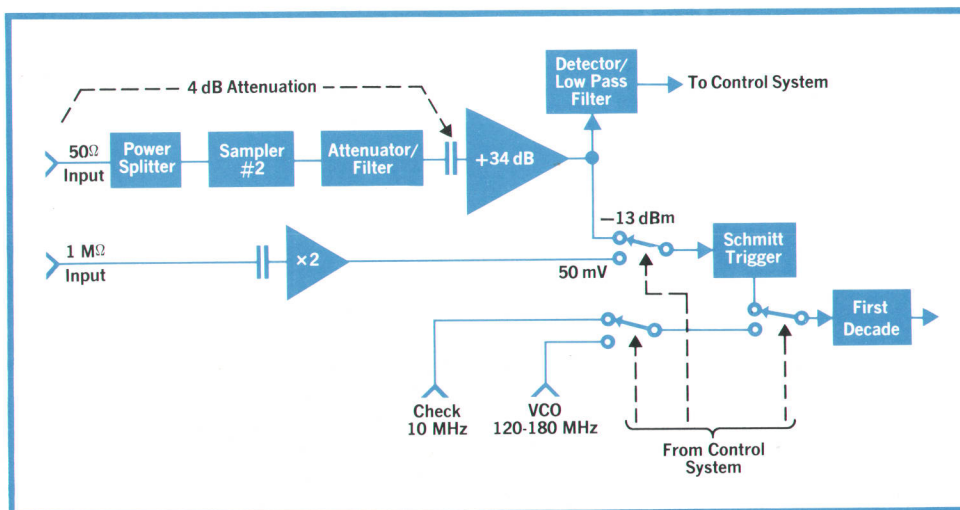 4 dB Attenuation
Detector/
Low Pass
Filter
To Control System
50Ω
Input
Power
Splitter
Sampler
#2
Attenuator/
Filter
+34 dB
−13 dBm
1 MΩ
Input
×2
50 mV
Schmitt
Trigger
First
Decade
Check
10 MHz
VCO
120-180 MHz
From Control
System